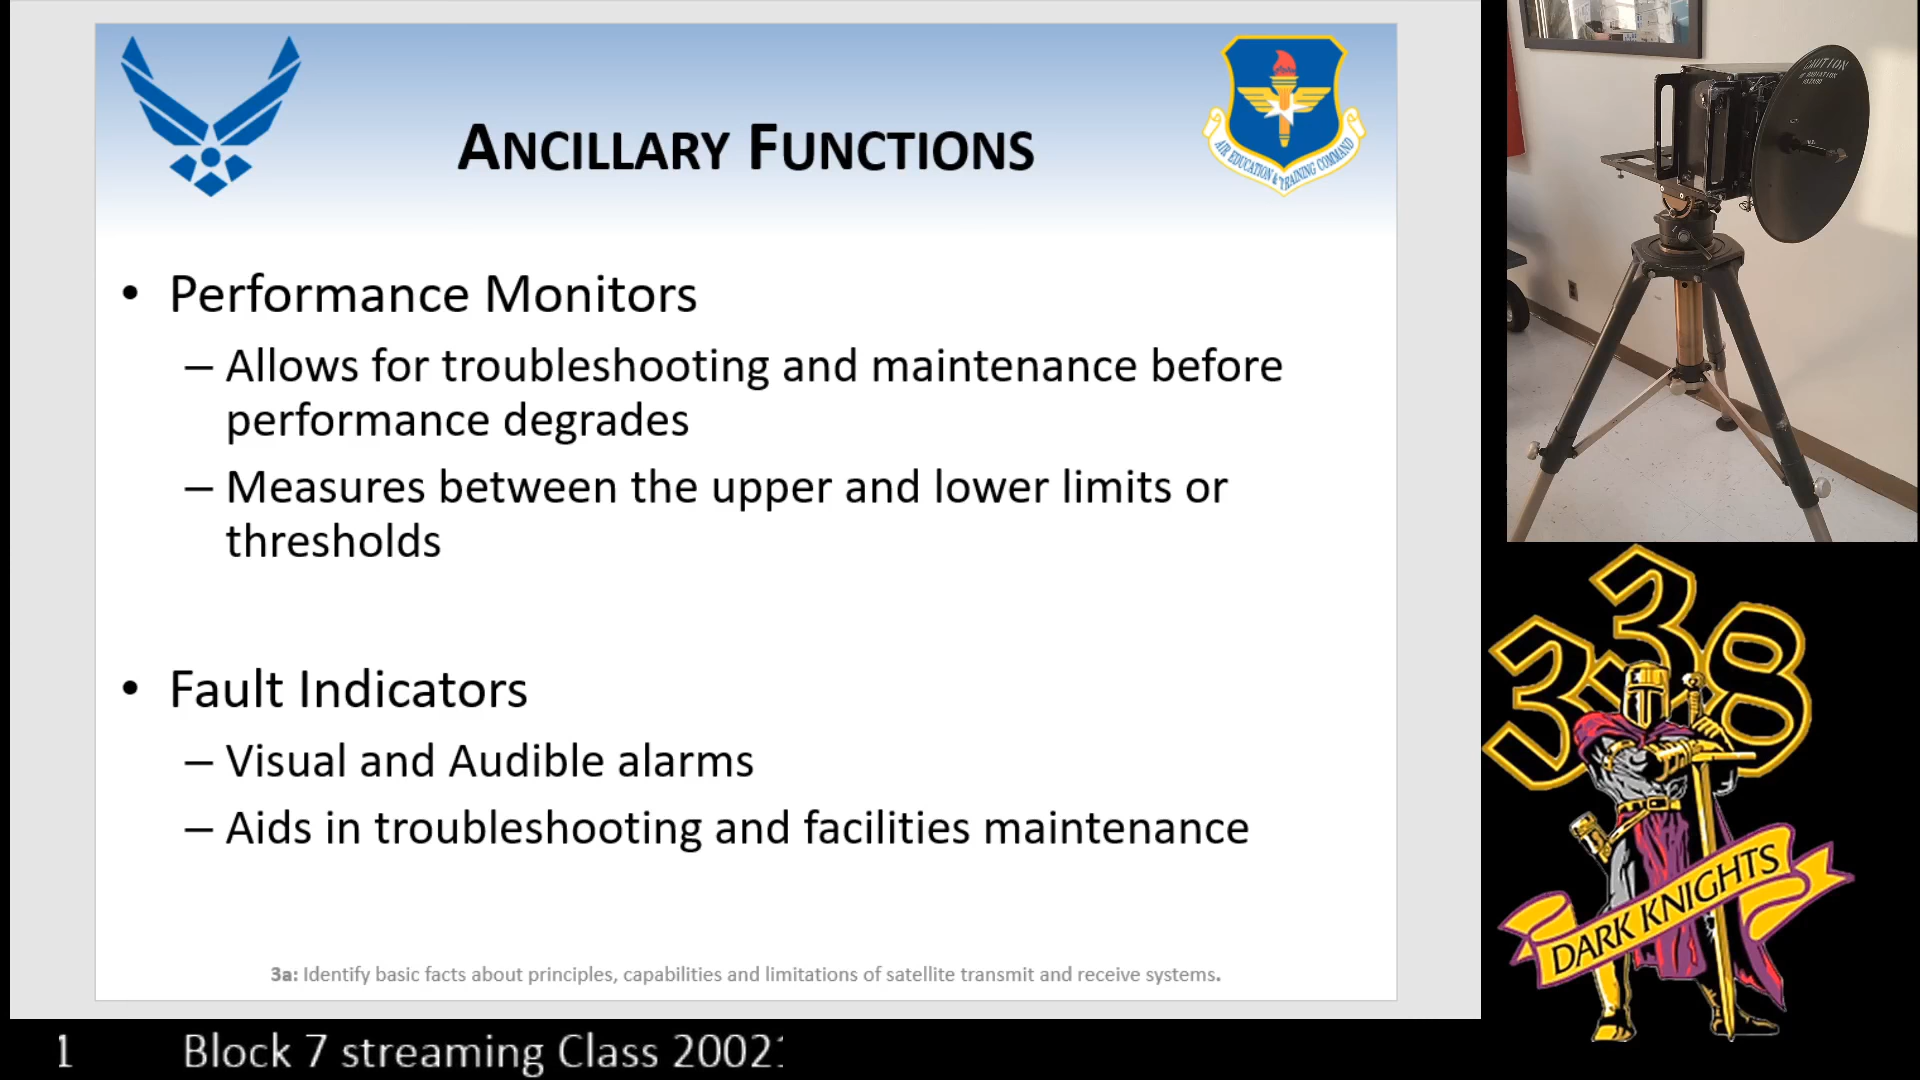 ANCILLARY FUNCTIONS
AIR EDUCATION & TRAINING COMMAND
• Performance Monitors
– Allows for troubleshooting and maintenance before
performance degrades
– Measures between the upper and lower limits or
thresholds
• Fault Indicators
– Visual and Audible alarms
– Aids in troubleshooting and facilities maintenance
3a: Identify basic facts about principles, capabilities and limitations of satellite transmit and receive systems.
CAUTION
RADIATION
HAZARD
338
DARK KNIGHTS
1 Block 7 streaming Class 2002